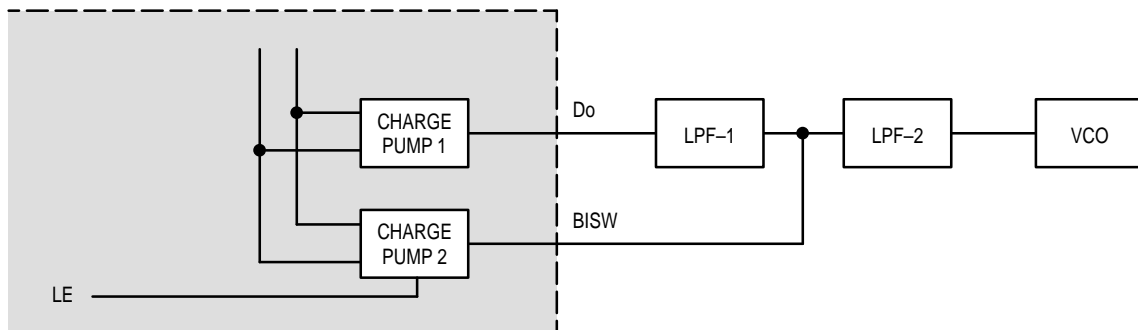 CHARGE
PUMP 1
Do
LPF–1
LPF–2
VCO
CHARGE
PUMP 2
BISW
LE